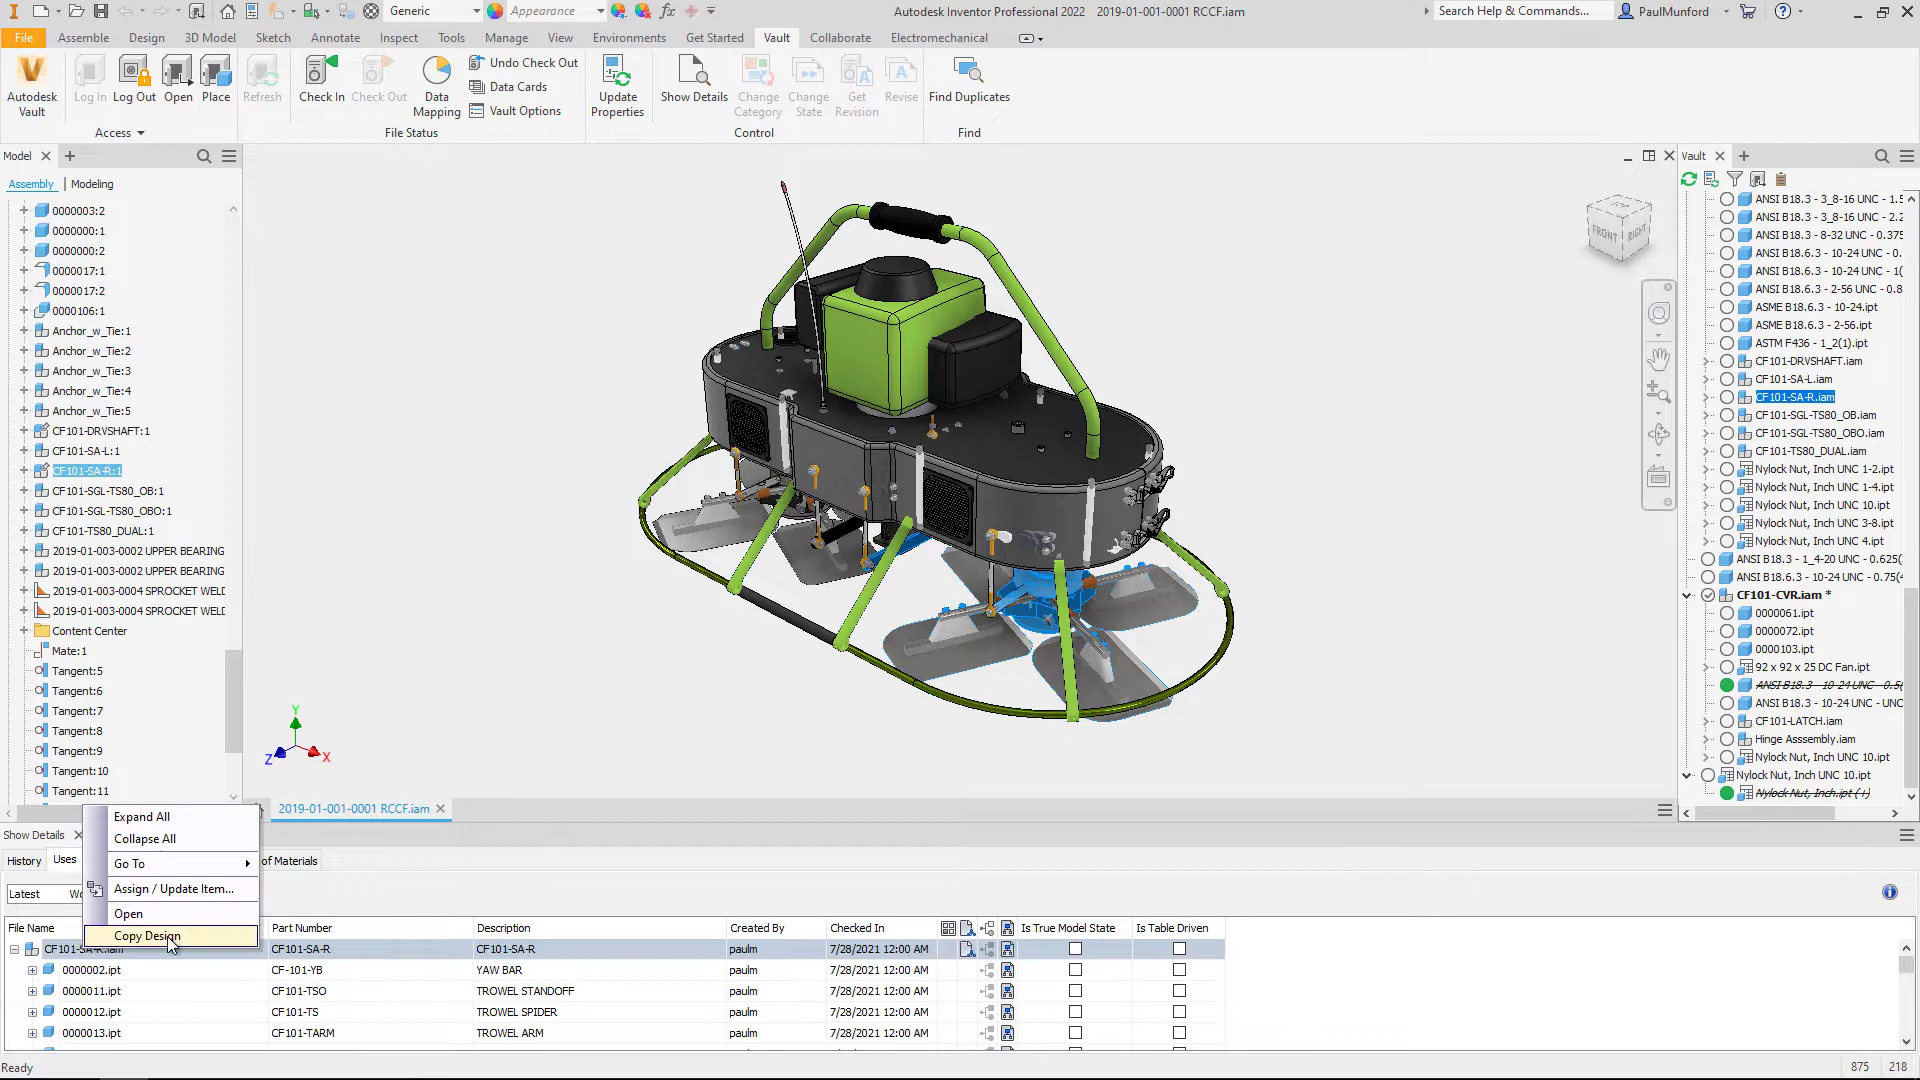 Generic
Appearance
Autodesk Inventor Professional 2022 2019-01-001-0001 RCCF.iam
Search Help & Commands...
PaulMunford
File Assemble Design 3D Model Sketch Annotate Inspect Tools Manage View Environments Get Started Vault Collaborate Electromechanical
Autodesk Vault
Log In
Log Out
Open
Place
Refresh
Check In
Check Out
Data Mapping
Undo Check Out
Data Cards
Vault Options
Update Properties
Show Details
Change Category
Change State
Get Revision
Revise
Find Duplicates
Access
File Status
Control
Find
Model
Assembly | Modeling
0000003:2
0000000:1
0000000:2
0000017:1
0000017:2
0000106:1
Anchor_w_Tie:1
Anchor_w_Tie:2
Anchor_w_Tie:3
Anchor_w_Tie:4
Anchor_w_Tie:5
CF101-DRVSHAFT:1
CF101-SA-L:1
CF101-SA-R:1
CF101-SGL-TS80_OB:1
CF101-SGL-TS80_OBO:1
CF101-TS80_DUAL:1
2019-01-003-0002 UPPER BEARING
2019-01-003-0002 UPPER BEARING
2019-01-003-0004 SPROCKET WELD
2019-01-003-0004 SPROCKET WELD
Content Center
Mate:1
Tangent:5
Tangent:6
Tangent:7
Tangent:8
Tangent:9
Tangent:10
Tangent:11
FRONT
RIGHT
Y
Z
X
2019-01-001-0001 RCCF.iam
Vault
ANSI B18.3 - 3_8-16 UNC - 1.5
ANSI B18.3 - 3_8-16 UNC - 2.2
ANSI B18.3 - 8-32 UNC - 0.375
ANSI B18.6.3 - 10-24 UNC - 0.
ANSI B18.6.3 - 10-24 UNC - 1(
ANSI B18.6.3 - 2-56 UNC - 0.8
ASME B18.6.3 - 10-24.ipt
ASME B18.6.3 - 2-56.ipt
ASTM F436 - 1_2(1).ipt
CF101-DRVSHAFT.iam
CF101-SA-L.iam
CF101-SA-R.iam
CF101-SGL-TS80_OB.iam
CF101-SGL-TS80_OBO.iam
CF101-TS80_DUAL.iam
Nylock Nut, Inch UNC 1-2.ipt
Nylock Nut, Inch UNC 1-4.ipt
Nylock Nut, Inch UNC 10.ipt
Nylock Nut, Inch UNC 3-8.ipt
Nylock Nut, Inch UNC 4.ipt
ANSI B18.3 - 1_4-20 UNC - 0.625(
ANSI B18.6.3 - 10-24 UNC - 0.75(4
CF101-CVR.iam *
0000061.ipt
0000072.ipt
0000103.ipt
92 x 92 x 25 DC Fan.ipt
ANSI B18.3 - 10-24 UNC - 0.5(
ANSI B18.3 - 10-24 UNC - UNC
CF101-LATCH.iam
Hinge Asssembly.iam
Nylock Nut, Inch UNC 10.ipt
Nylock Nut, Inch UNC 10.ipt
Nylock Nut, Inch.ipt (+)
Expand All
Collapse All
Go To
Assign / Update Item...
Open
Copy Design
Show Details
History Uses of Materials
Latest Wo
File Name Part Number Description Created By Checked In Is True Model State Is Table Driven
CF101-SA-R.iam CF101-SA-R CF101-SA-R paulm 7/28/2021 12:00 AM
0000002.ipt CF-101-YB YAW BAR paulm 7/28/2021 12:00 AM
0000011.ipt CF101-TSO TROWEL STANDOFF paulm 7/28/2021 12:00 AM
0000012.ipt CF101-TS TROWEL SPIDER paulm 7/28/2021 12:00 AM
0000013.ipt CF101-TARM TROWEL ARM paulm 7/28/2021 12:00 AM
Ready
875 218